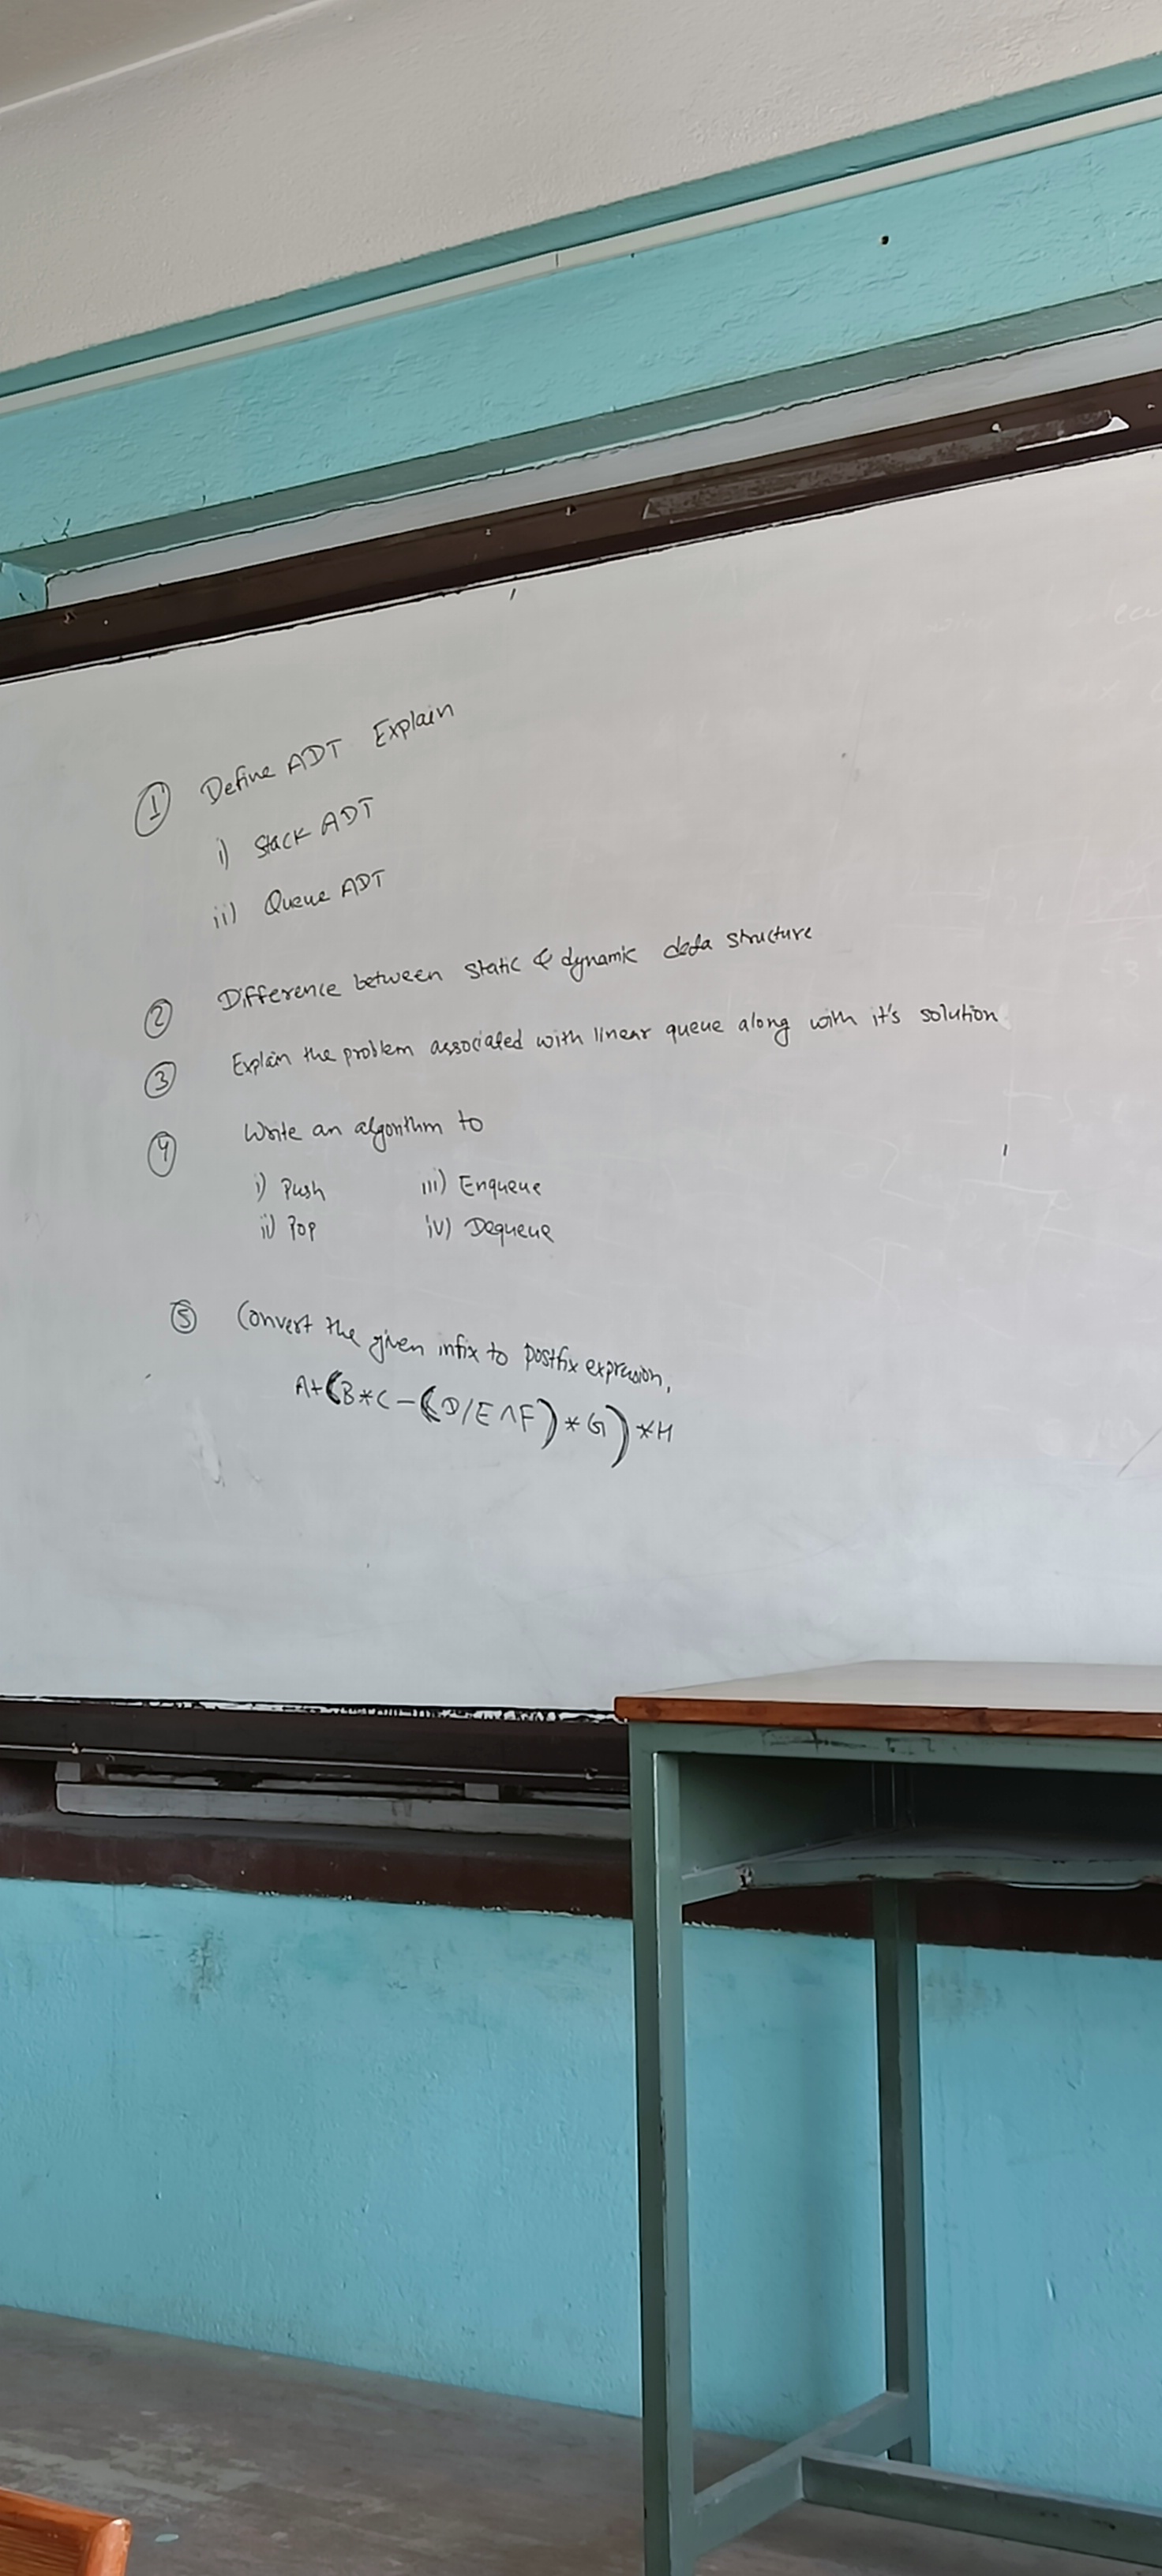 ① Define ADT Explain
i) Stack ADT
ii) Queue ADT
② Difference between static & dynamic data structure
③ Explain the problem associated with linear queue along with it's solution
④ Write an algorithm to
i) Push iii) Enqueue
ii) Pop iv) Dequeue
⑤ Convert the given infix to postfix expression,
A+(B*C-(D/E^F)*G)*H